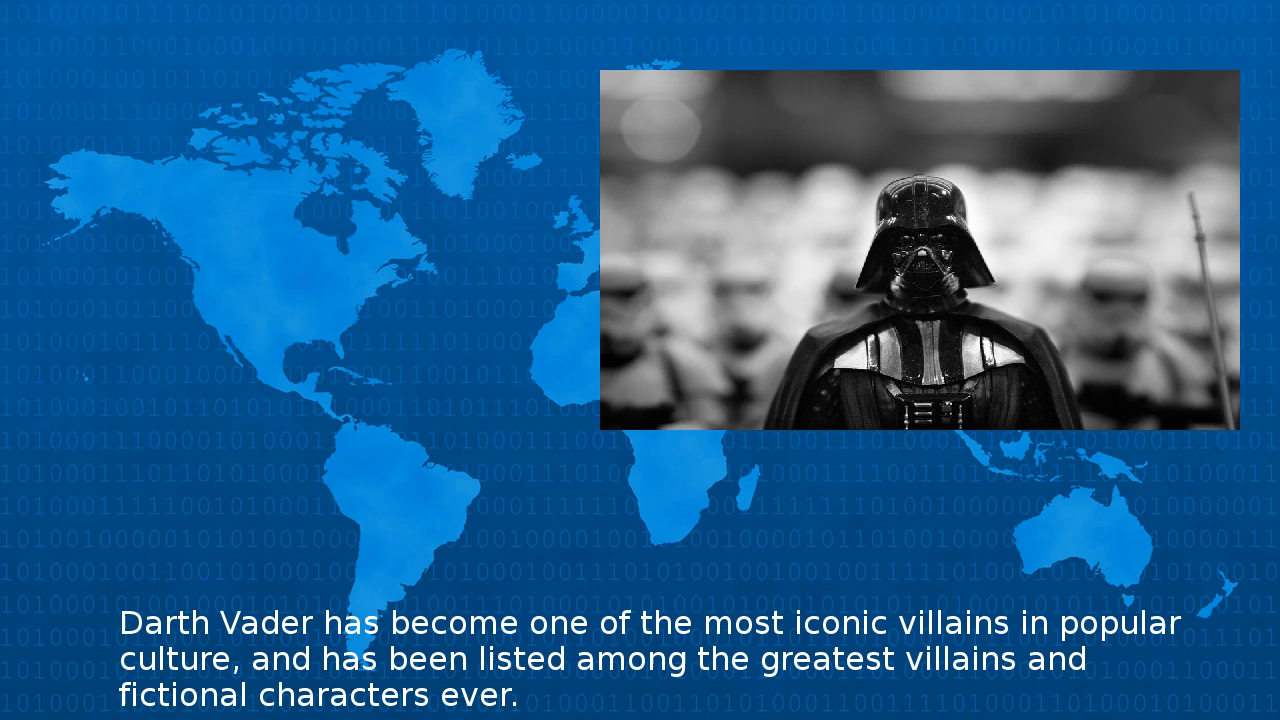 Darth Vader has become one of the most iconic villains in popular
culture, and has been listed among the greatest villains and
fictional characters ever.